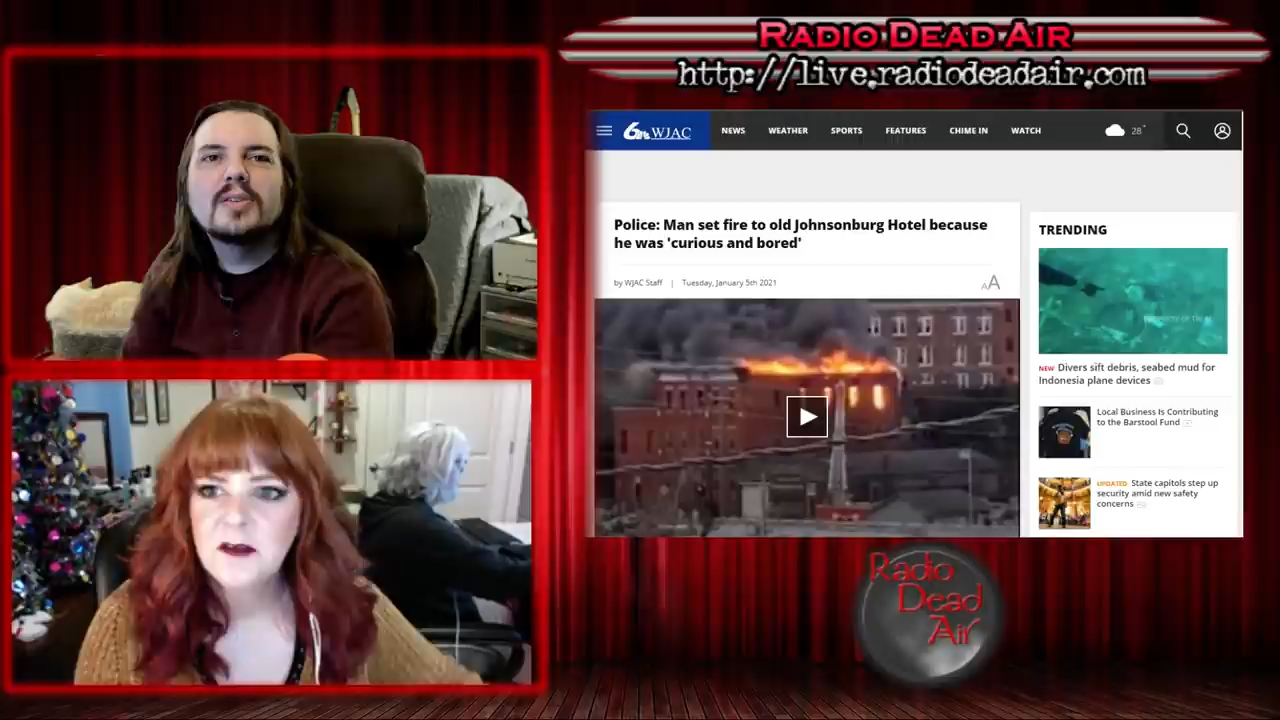 RADIO DEAD AIR
http://live.radiodeadair.com
6 WJAC NEWS WEATHER SPORTS FEATURES CHIME IN WATCH 28°
Police: Man set fire to old Johnsonburg Hotel because
he was 'curious and bored'
by WJAC Staff | Tuesday, January 5th 2021
AA
TRENDING
NEW Divers sift debris, seabed mud for
Indonesia plane devices
Local Business Is Contributing
to the Barstool Fund
UPDATED State capitols step up
security amid new safety
concerns
Radio
Dead
Air